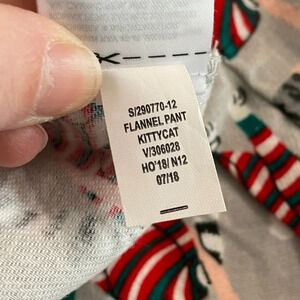 S/290770-12
FLANNEL PANT
KITTYCAT
V/306028
HO'18/ N12
07/18